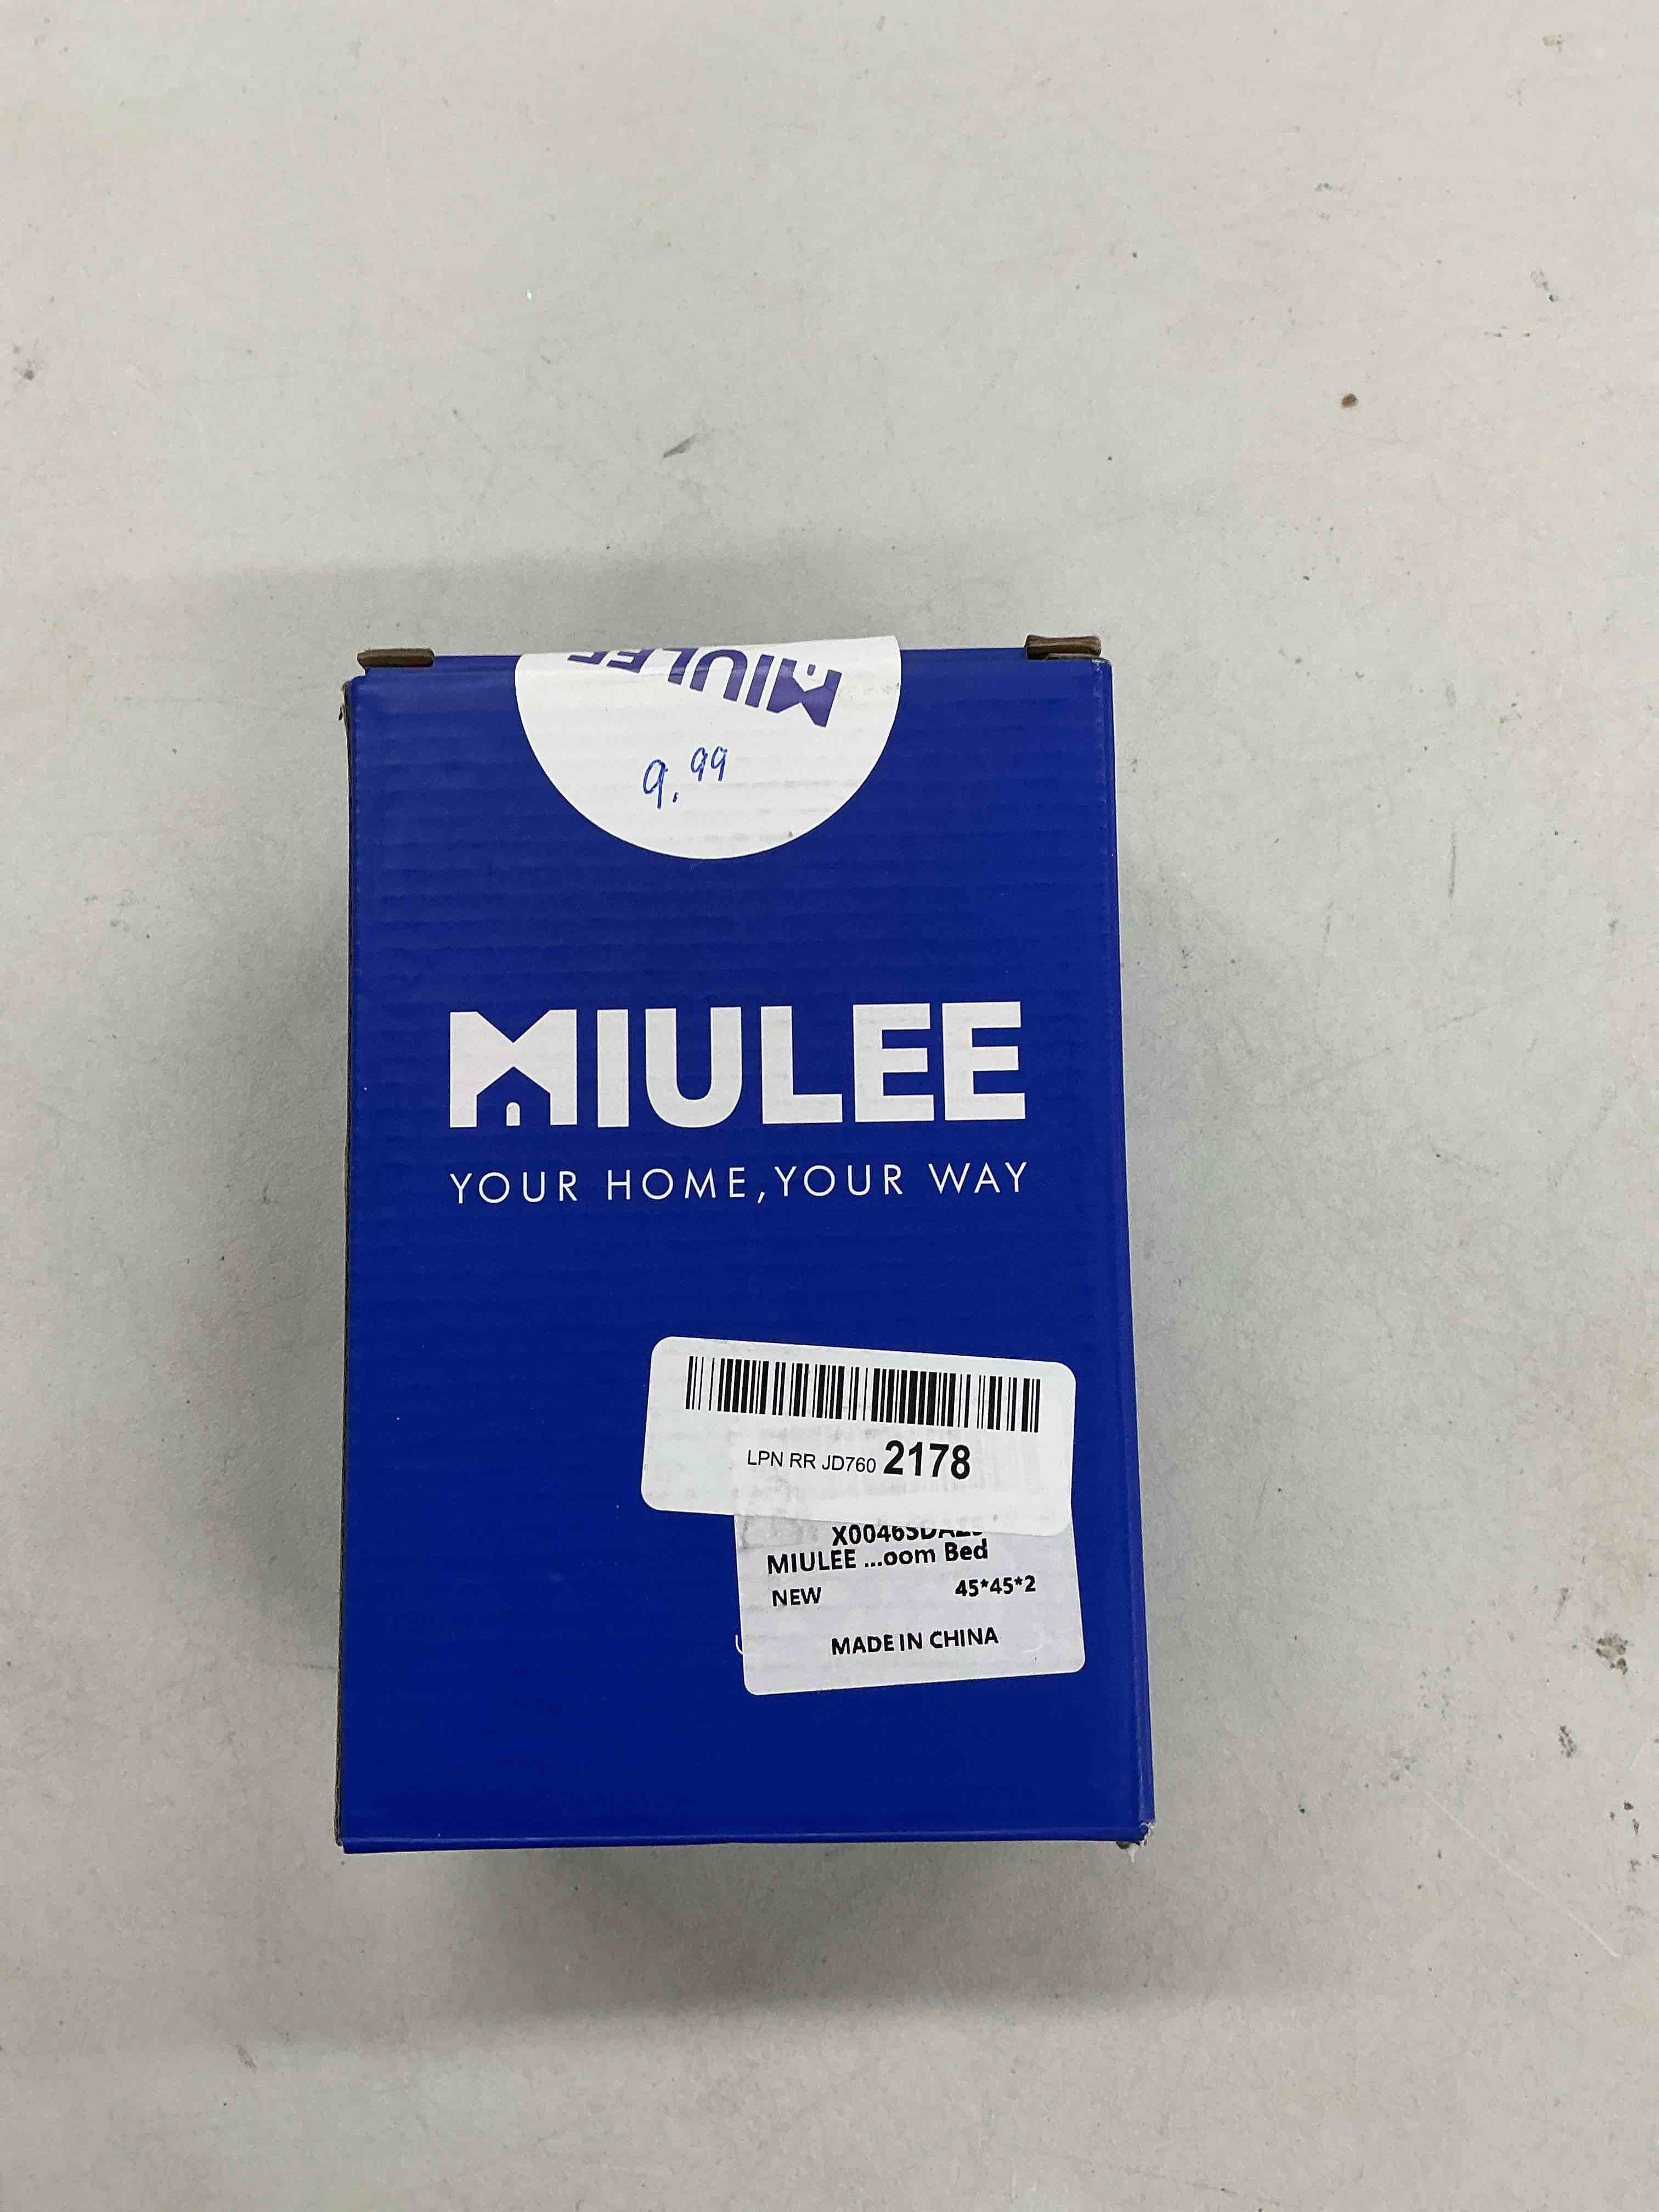 MIULEE
9.99
MIULEE
YOUR HOME,YOUR WAY
LPN RR JD760 2178
MIULEE ...oom Bed
NEW 45*45*2
MADE IN CHINA